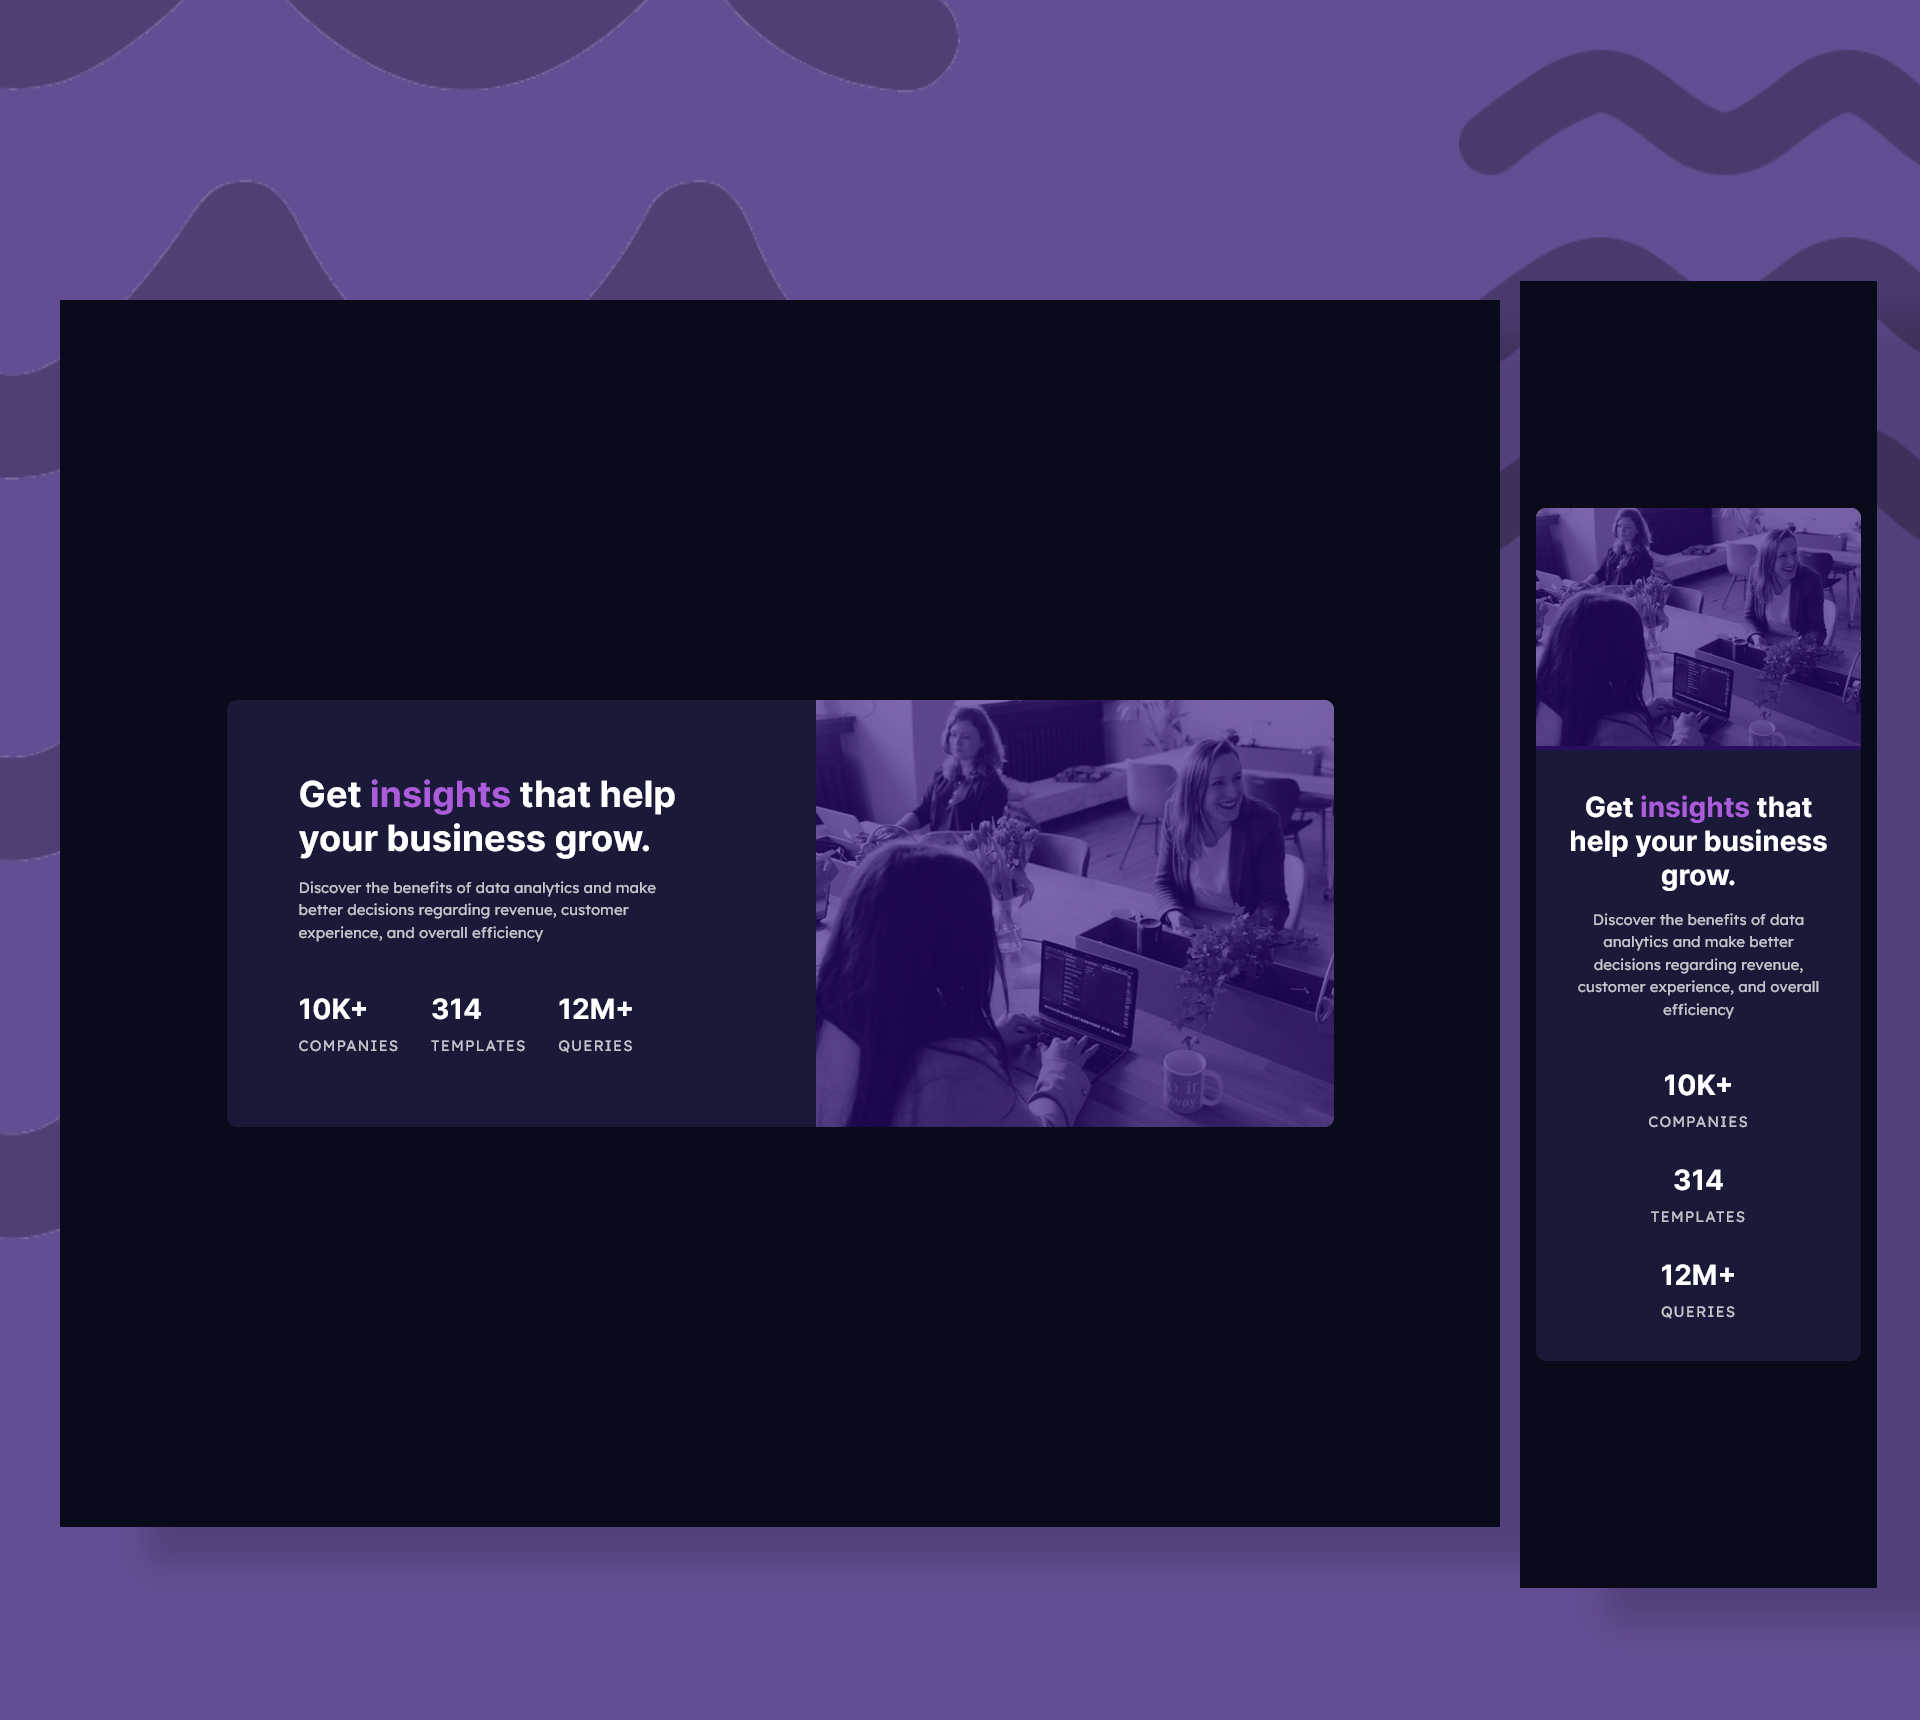 Get insights that help
your business grow.
Discover the benefits of data analytics and make
better decisions regarding revenue, customer
experience, and overall efficiency
10K+ 314 12M+
COMPANIES TEMPLATES QUERIES
Get insights that
help your business
grow.
Discover the benefits of data
analytics and make better
decisions regarding revenue,
customer experience, and overall
efficiency
10K+
COMPANIES
314
TEMPLATES
12M+
QUERIES